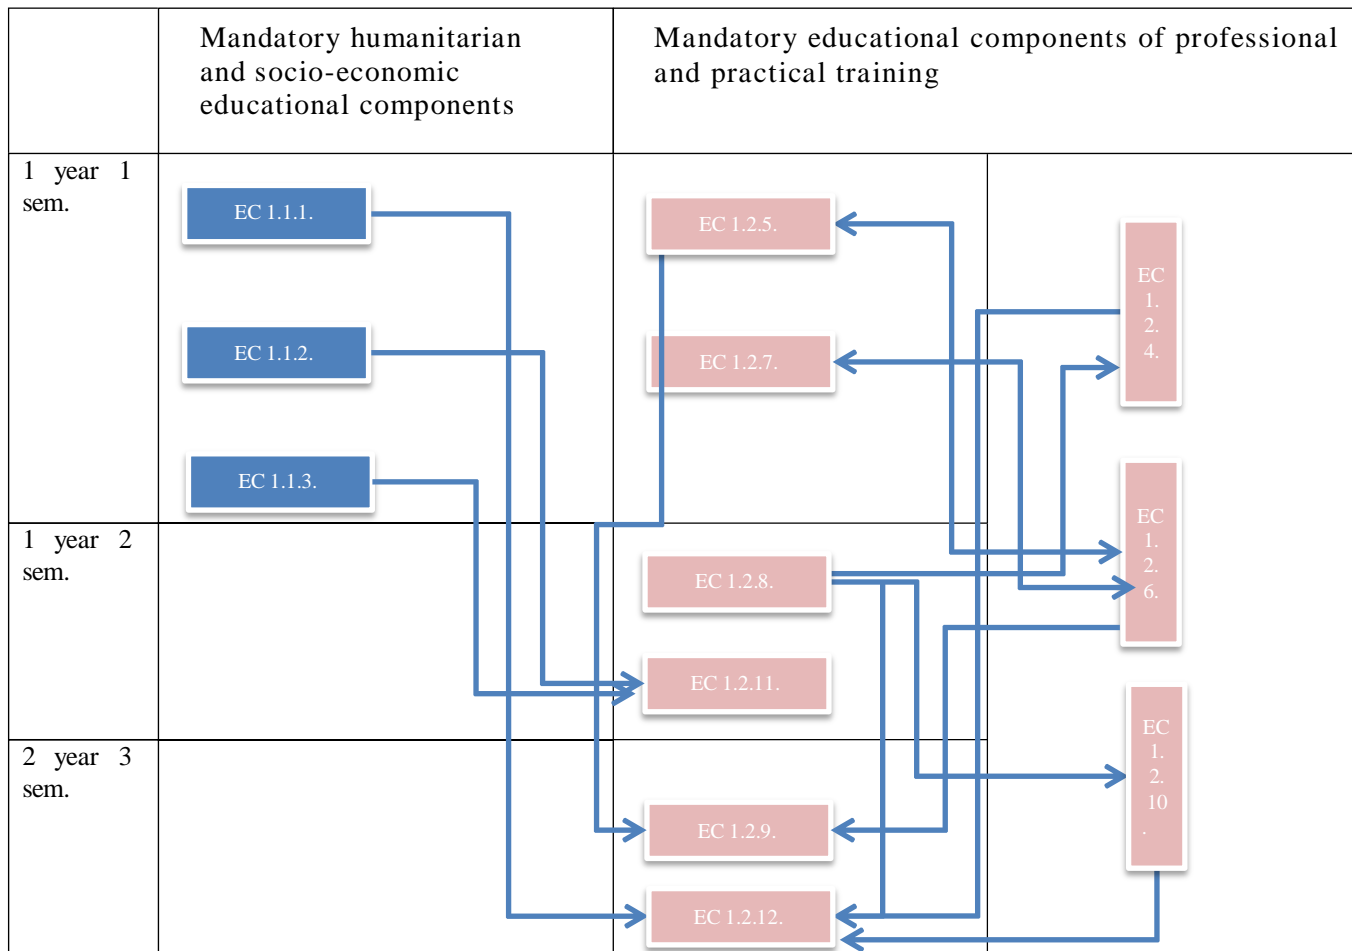 Mandatory humanitarian
and socio-economic
educational components
Mandatory educational components of professional
and practical training
1 year 1
sem.
EC 1.1.1.
EC 1.1.2.
EC 1.1.3.
EC 1.2.5.
EC 1.2.7.
EC
1.
2.
4.
EC
1.
2.
6.
1 year 2
sem.
EC 1.2.8.
EC 1.2.11.
EC
1.
2.
10
.
2 year 3
sem.
EC 1.2.9.
EC 1.2.12.